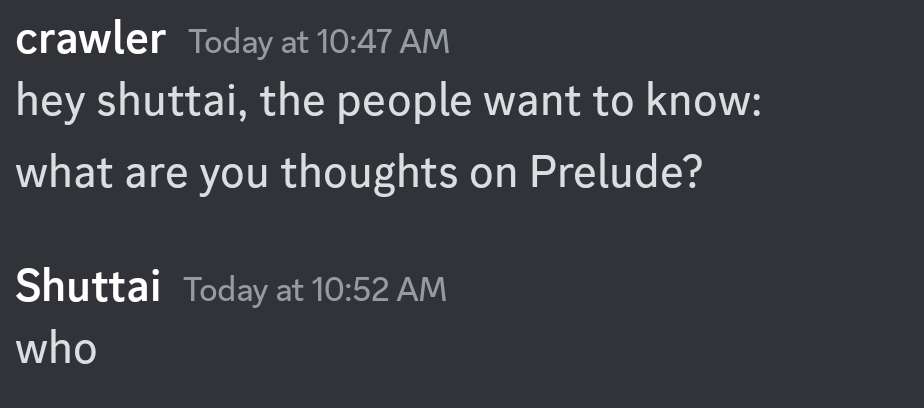 crawler Today at 10:47 AM
hey shuttai, the people want to know:
what are you thoughts on Prelude?
Shuttai Today at 10:52 AM
who